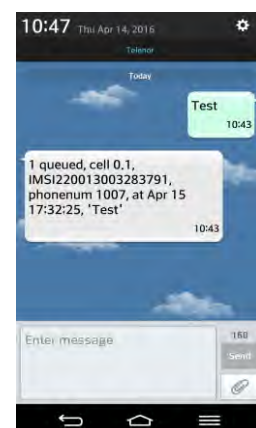 10:47 Thu Apr 14, 2016
Telenor
Today
Test
10:43
1 queued, cell 0.1,
IMSI220013003283791,
phonenum 1007, at Apr 15
17:32:25, 'Test'
10:43
Enter message
160
Send